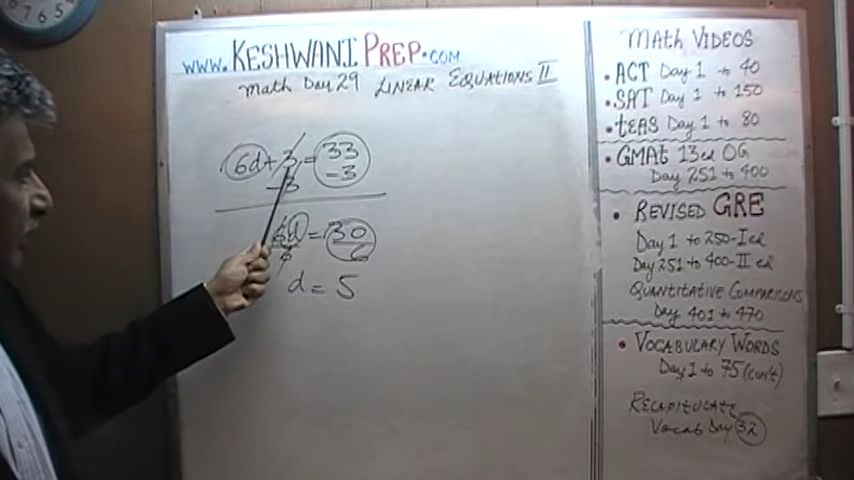 www.KESHWANI PREP.COM
Math Day 29 LINEAR EQUATIONS II
6d+3=33
-3 -3
6d=30
6 6
d=5
MATH VIDEOS
• ACT Day 1 to 40
• SAT Day 1 to 150
• TEAS Day 1 to 80
• GMAT 13 ed OG
Day 251 to 400
• REVISED GRE
Day 1 to 250-I ed
Day 251 to 400-II ed
QUANTITATIVE COMPARISONS
Day 401 to 470
• VOCABULARY WORDS
Day 1 to 75 (cont)
RECAPITULATE
Vocab Day 32